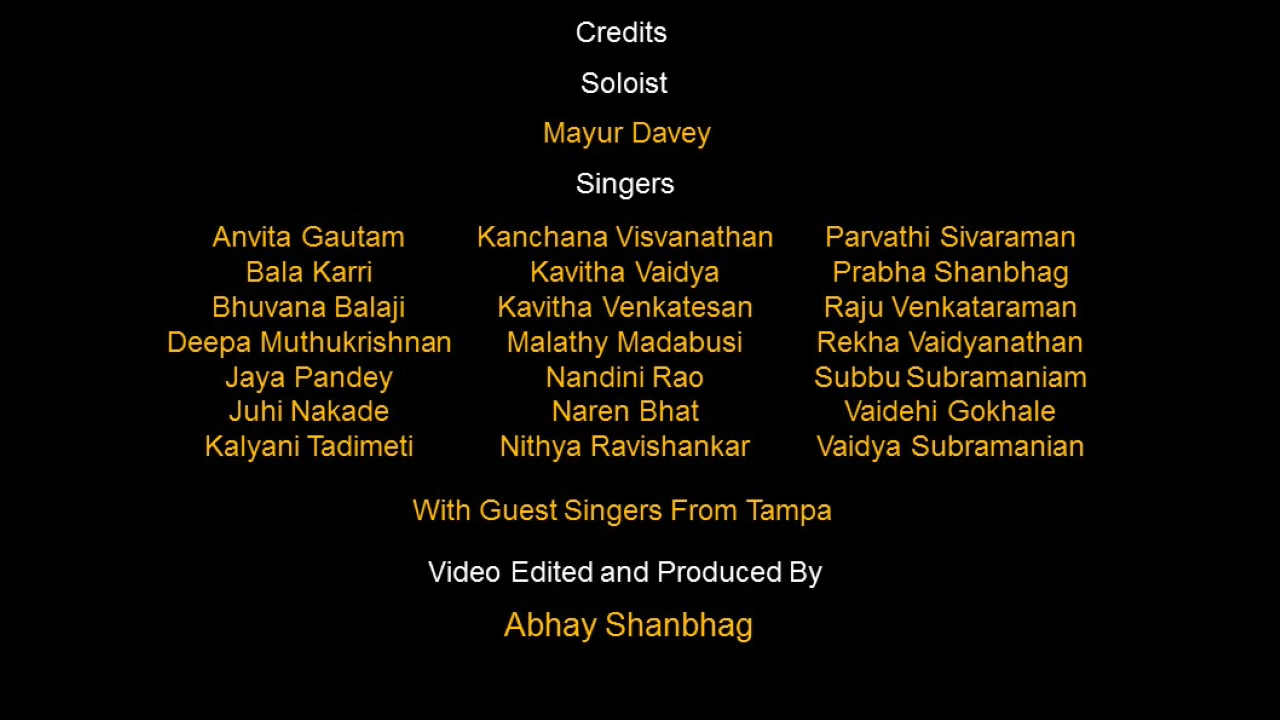 Credits
Soloist
Mayur Davey
Singers
Anvita Gautam Kanchana Visvanathan Parvathi Sivaraman
Bala Karri Kavitha Vaidya Prabha Shanbhag
Bhuvana Balaji Kavitha Venkatesan Raju Venkataraman
Deepa Muthukrishnan Malathy Madabusi Rekha Vaidyanathan
Jaya Pandey Nandini Rao Subbu Subramaniam
Juhi Nakade Naren Bhat Vaidehi Gokhale
Kalyani Tadimeti Nithya Ravishankar Vaidya Subramanian
With Guest Singers From Tampa
Video Edited and Produced By
Abhay Shanbhag